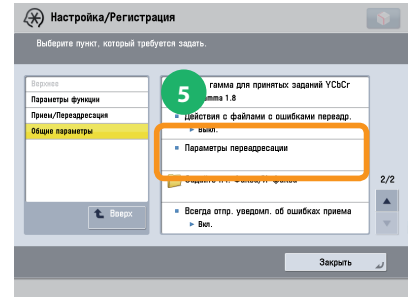 Настройка/Регистрация
Выберите пункт, который требуется задать.
Верхнее
Параметры функции
Прием/Переадресация
Общие параметры
Вверх
5
гамма для принятых заданий YCbCr
amma 1.8
Действия с файлами с ошибками переадр.
Выкл.
Параметры переадресации
Всегда отпр. уведомл. об ошибках приема
Вкл.
2/2
Закрыть